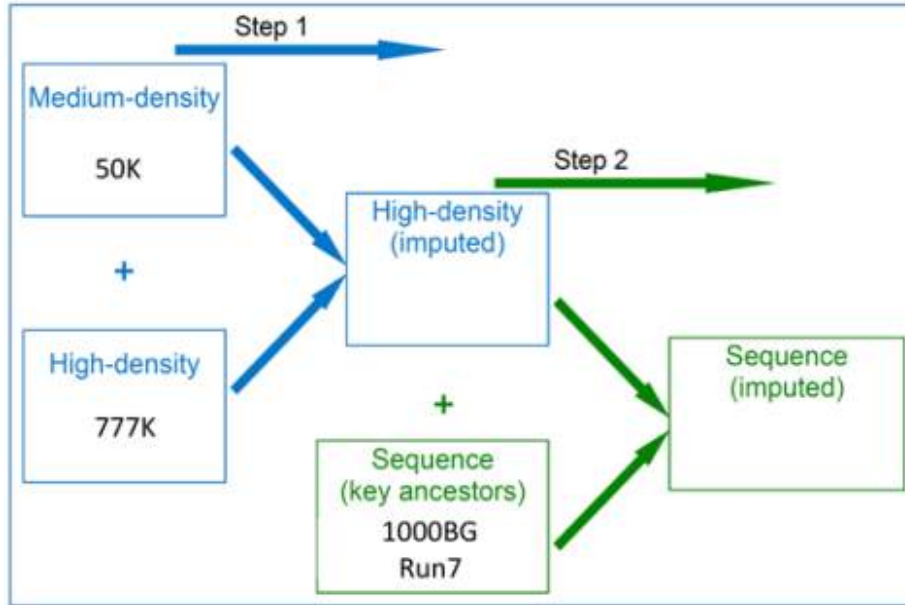 Step 1
Medium-density
50K
+
High-density
777K
Step 2
High-density
(imputed)
+
Sequence
(key ancestors)
1000BG
Run7
Sequence
(imputed)